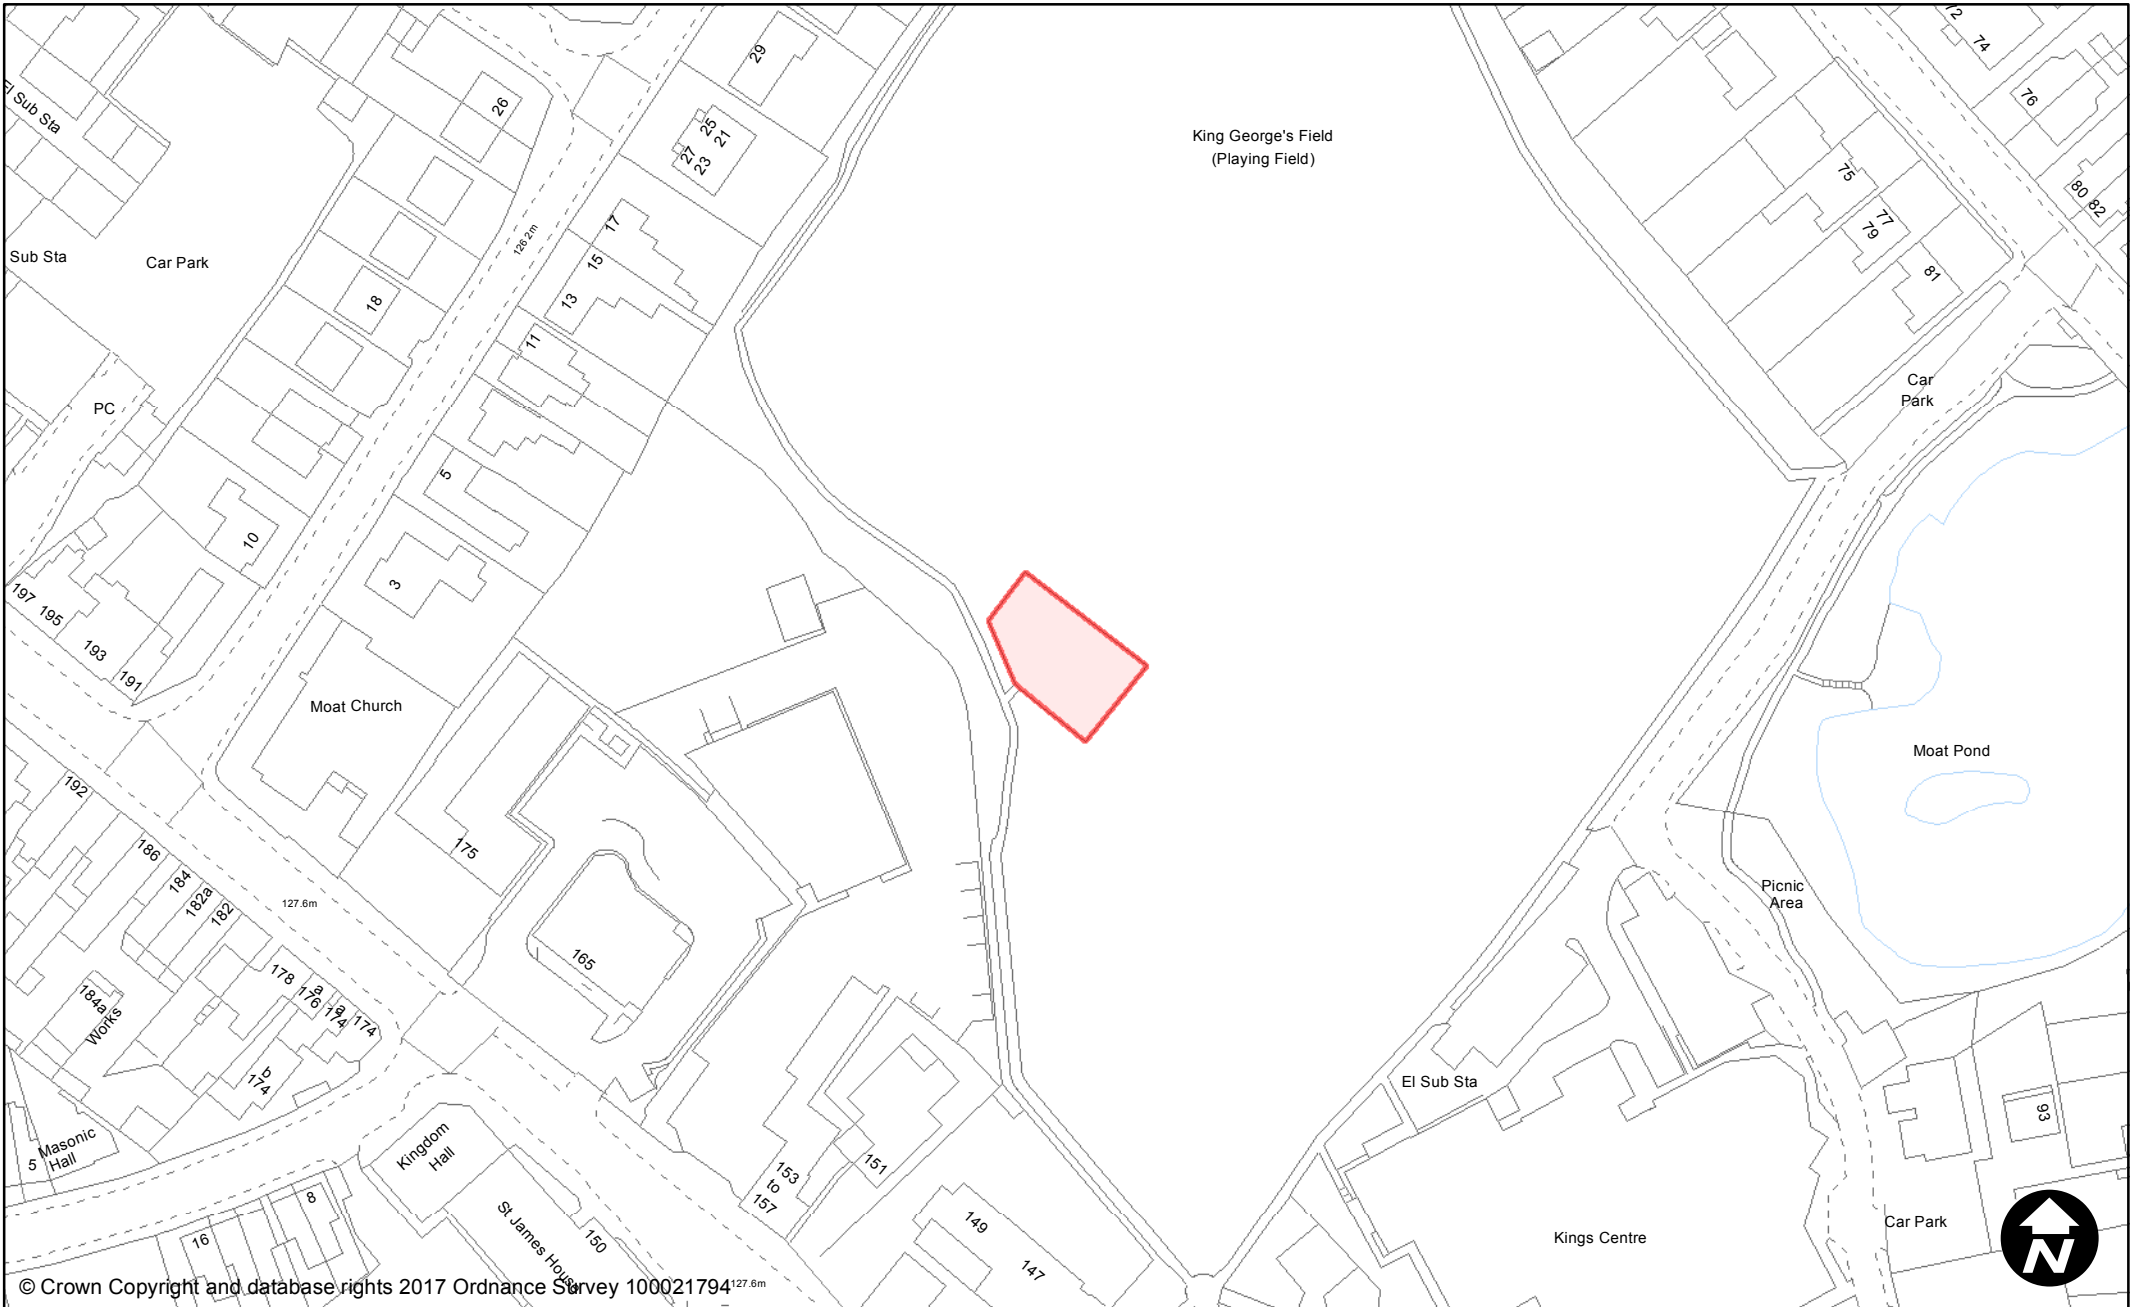 72
74
76
80
82
29
26
25
21
27
23
El Sub Sta
King George's Field
(Playing Field)
75
77
79
81
17
15
13
11
126.2m
Sub Sta
Car Park
18
Car
Park
PC
5
10
3
197
195
193
191
Moat Church
Moat Pond
192
186
184
182a
182
175
127.6m
165
Picnic
Area
178
a
176
a
174
174
184a
Works
b
174
El Sub Sta
93
Masonic
Hall
5
Kingdom
Hall
8
16
St James House
150
153
to
157
151
149
147
Kings Centre
Car Park
N
© Crown Copyright and database rights 2017 Ordnance Survey 100021794
127.6m